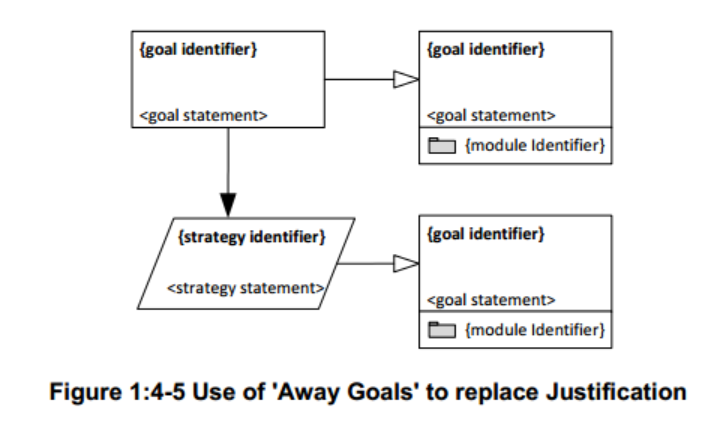 {goal identifier}
<goal statement>
{goal identifier}
<goal statement>
{module Identifier}
{strategy identifier}
<strategy statement>
{goal identifier}
<goal statement>
{module Identifier}
Figure 1:4-5 Use of 'Away Goals' to replace Justification